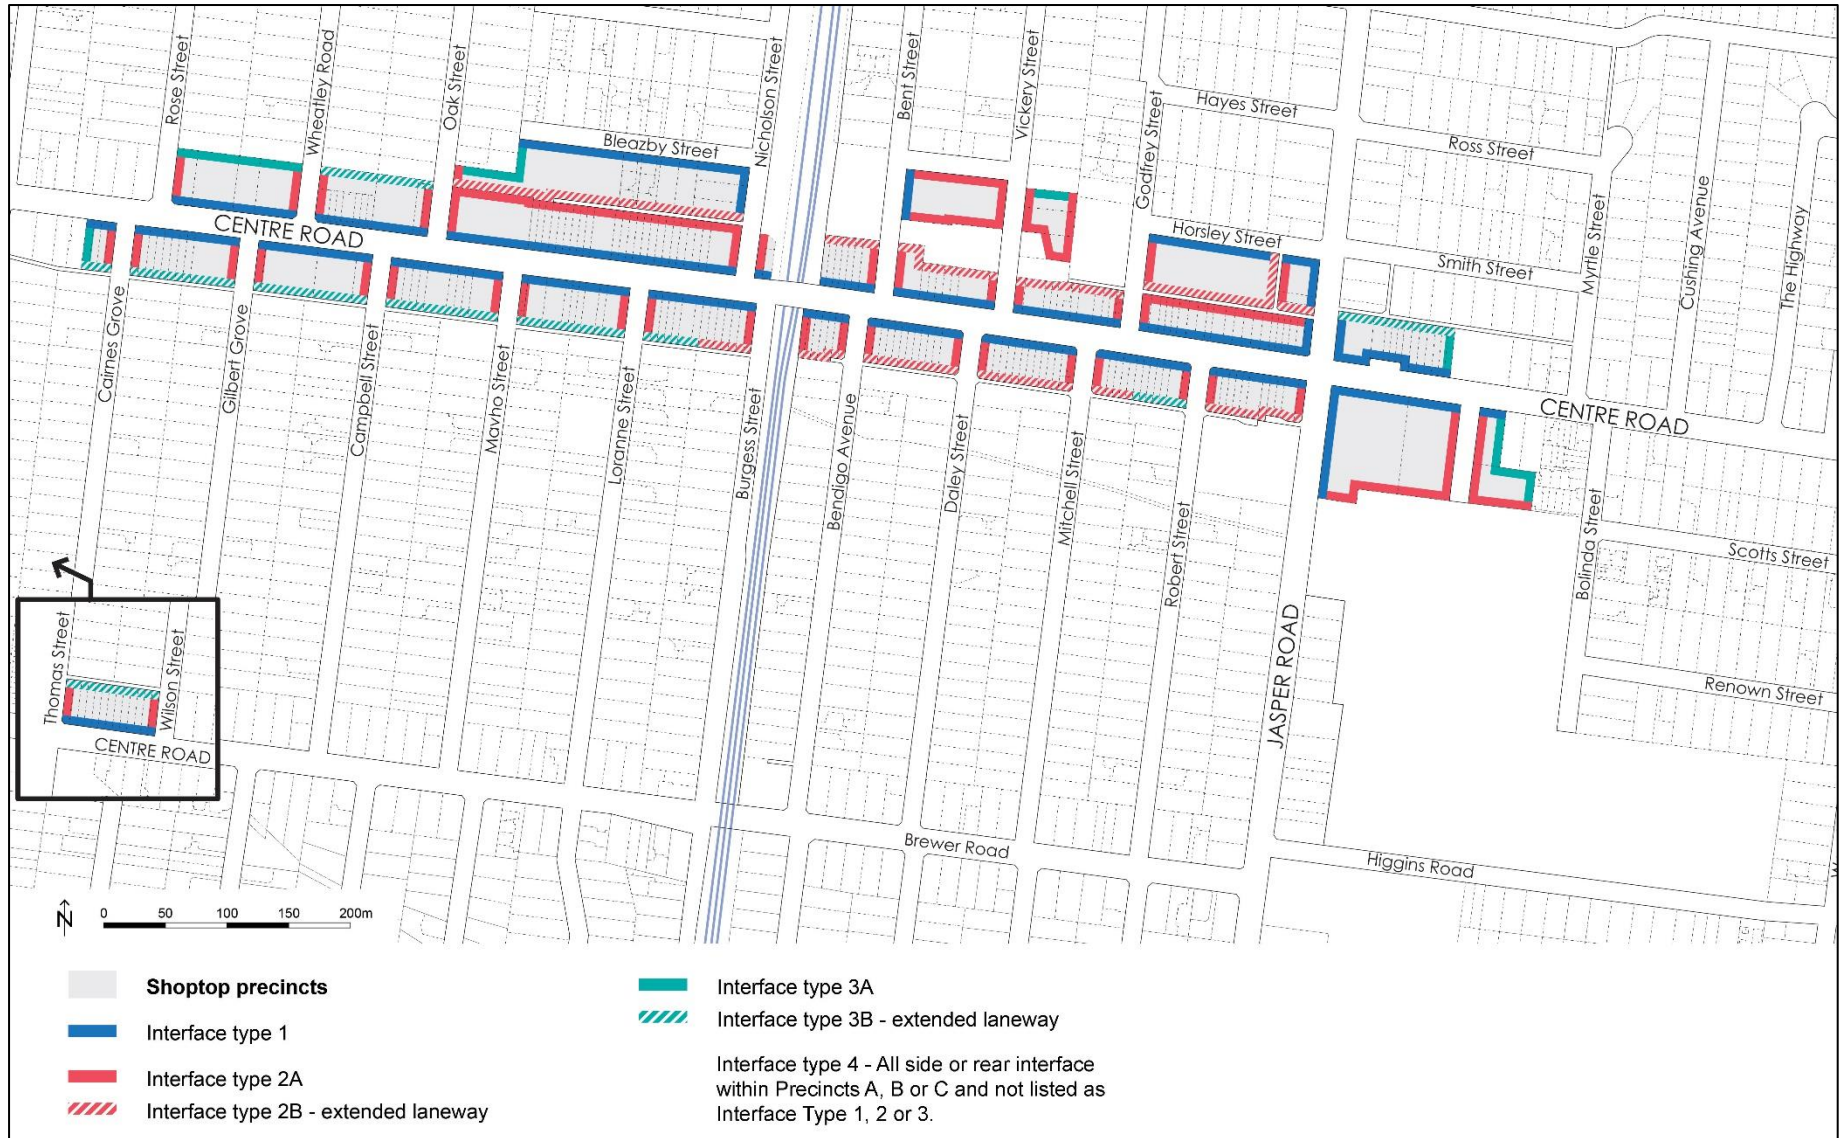 Rose Street
Wheatley Road
Oak Street
Bleazby Street
Nicholson Street
Bent Street
Vickery Street
Godfrey Street
Hayes Street
Ross Street
Horsley Street
Smith Street
Myrtle Street
Cushing Avenue
The Highway
CENTRE ROAD
CENTRE ROAD
Cairnes Grove
Gilbert Grove
Campbell Street
Mavho Street
Loranne Street
Burgess Street
Bendigo Avenue
Daley Street
Mitchell Street
Robert Street
JASPER ROAD
Bolinda Street
Scotts Street
Renown Street
Thomas Street
Wilson Street
CENTRE ROAD
Brewer Road
Higgins Road
N
0 50 100 150 200m
Shoptop precincts
Interface type 1
Interface type 2A
Interface type 2B - extended laneway
Interface type 3A
Interface type 3B - extended laneway
Interface type 4 - All side or rear interface
within Precincts A, B or C and not listed as
Interface Type 1, 2 or 3.